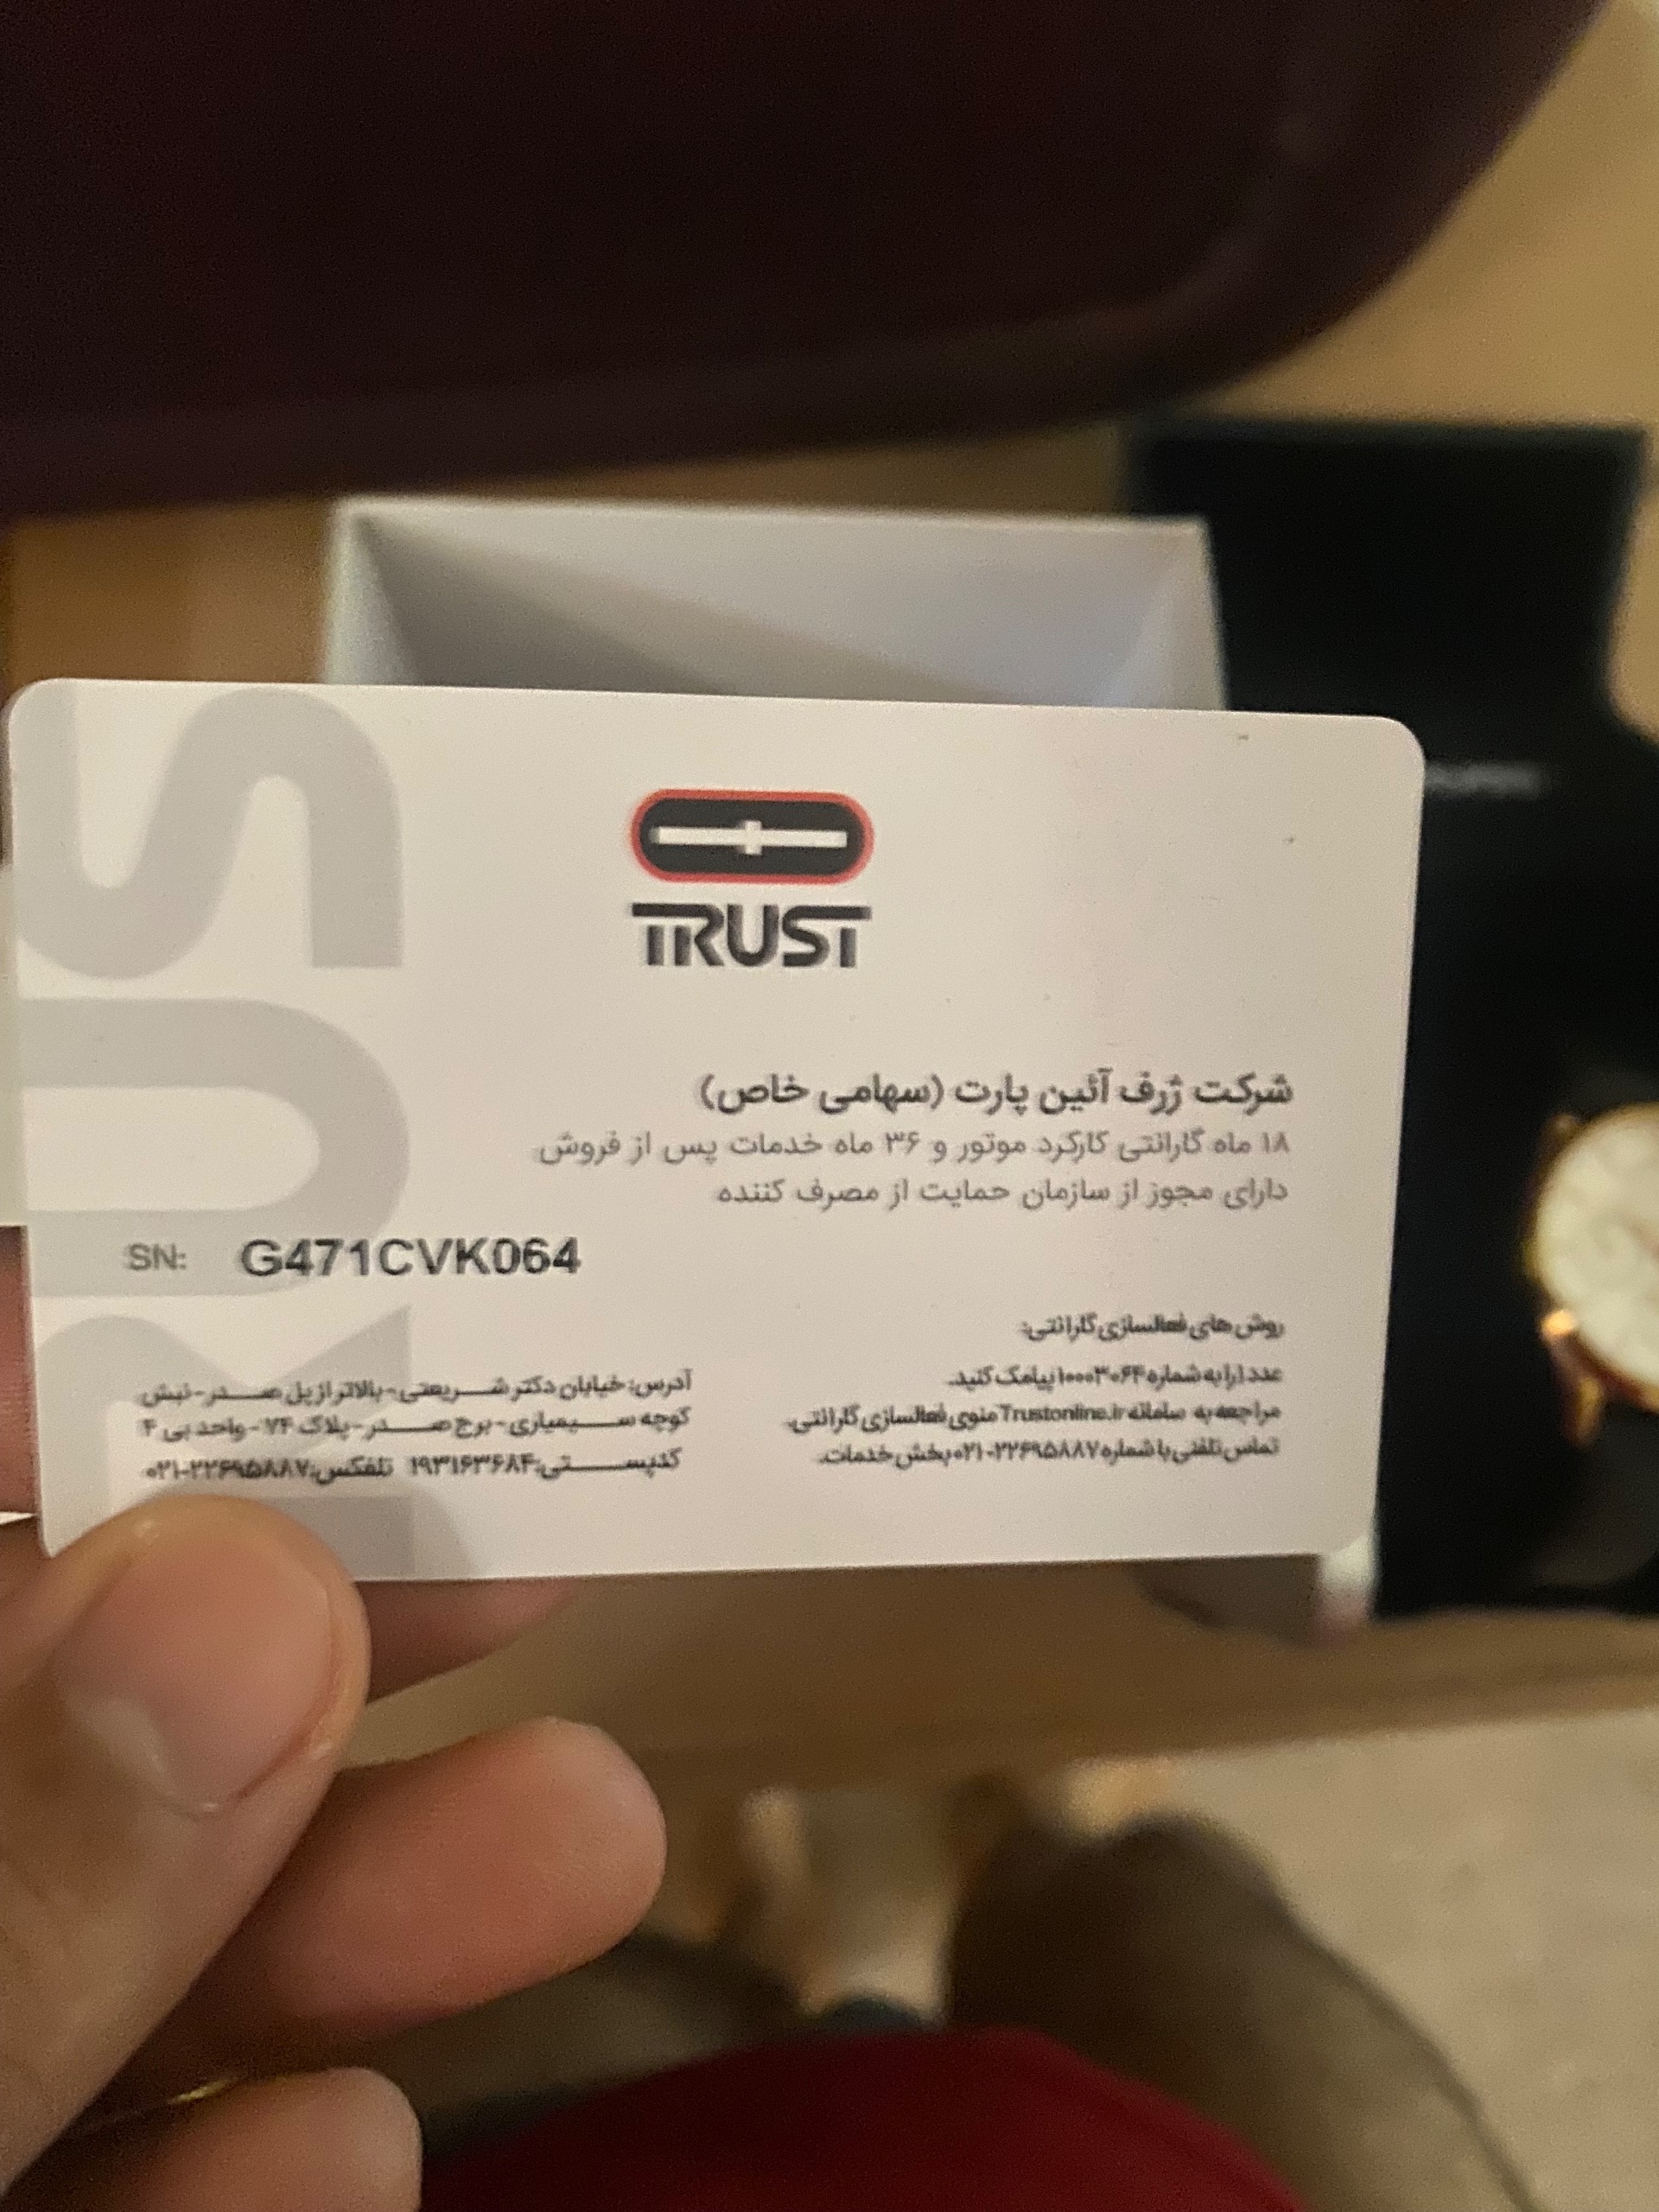 TRUST
شرکت ژرف آئین پارت (سهامی خاص)
۱۸ ماه گارانتی کارکرد موتور و ۳۶ ماه خدمات پس از فروش
دارای مجوز از سازمان حمایت از مصرف کننده
SN: G471CVK064
روش های فعالسازی گارانتی:
عدد ۱ را به شماره ۱۰۰۰۳۰۶۴ پیامک کنید.
مراجعه به سامانه Trustonline.ir منوی فعالسازی گارانتی.
تماس تلفنی با شماره ۰۲۱-۲۲۶۹۵۸۸۷ بخش خدمات.
آدرس: خیابان دکتر شریعتی - بالاتر از پل صدر - نبش
کوچه سیمیاری - برج صدر - پلاک ۷۴ - واحد بی ۴
کدپستی: ۱۹۳۱۶۳۶۸۴ تلفکس: ۰۲۱-۲۲۶۹۵۸۸۷
RUS